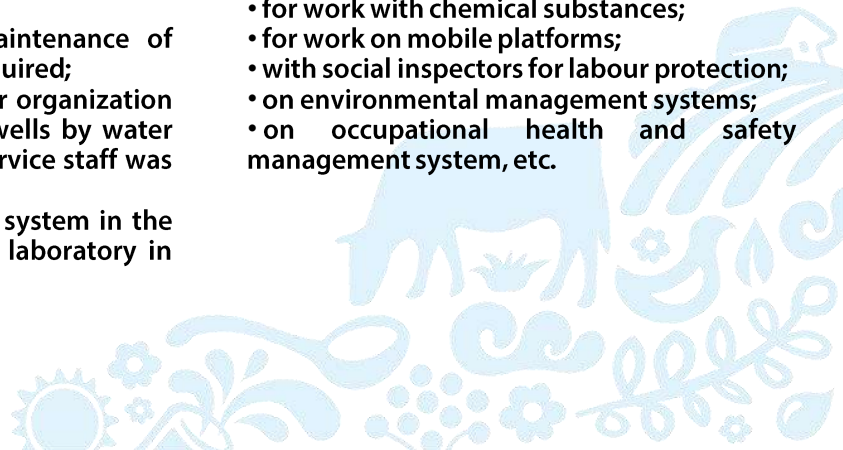 aintenance of
uired;
r organization
wells by water
rvice staff was
system in the
laboratory in
• for work with chemical substances;
• for work on mobile platforms;
• with social inspectors for labour protection;
• on environmental management systems;
• on occupational health and safety
management system, etc.